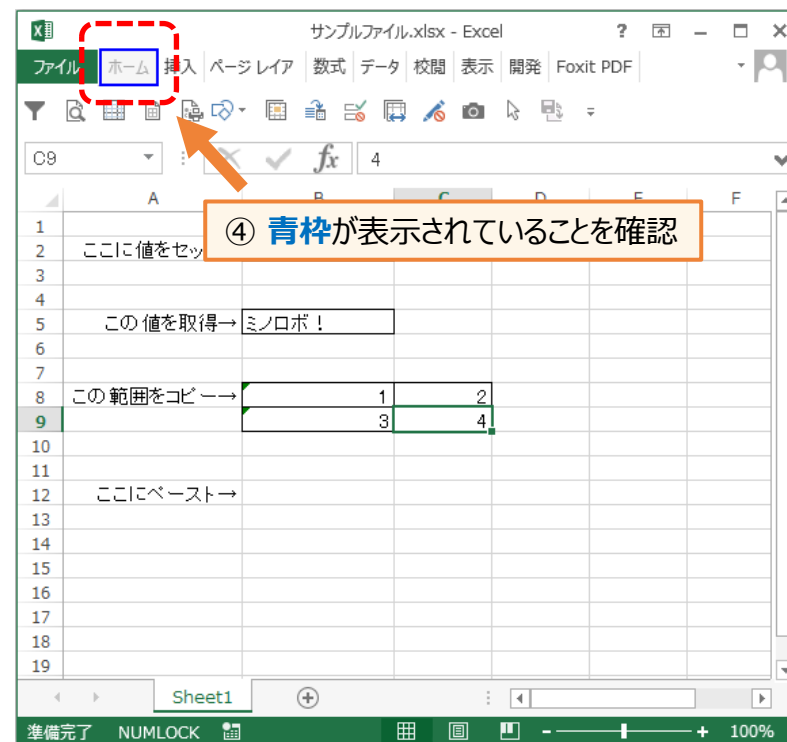 サンプルファイル.xlsx - Excel
ファイル ホーム 挿入 ページ レイア 数式 データ 校閲 表示 開発 Foxit PDF
C9 fx 4
A B C D E F
④ 青枠が表示されていることを確認
1
2 ここに値をセッ
3
4
5 この値を取得→ ミノロボ！
6
7
8 この範囲をコピー→ 1 2
9 3 4
10
11
12 ここにペースト→
13
14
15
16
17
18
19
Sheet1
準備完了 NUMLOCK 100%